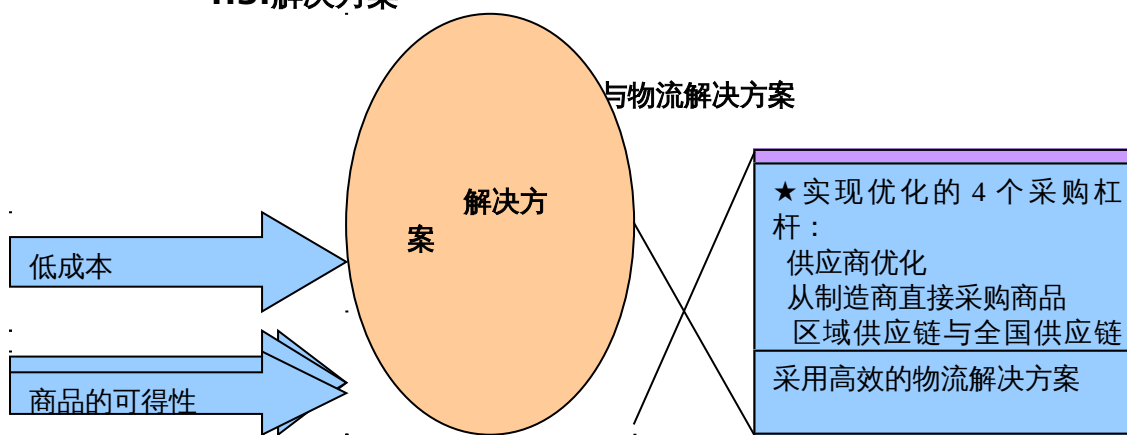 解决方案
与物流解决方案
解决方
案
低成本
商品的可得性
★实现优化的 4 个采购杠
杆：
供应商优化
从制造商直接采购商品
区域供应链与全国供应链
采用高效的物流解决方案